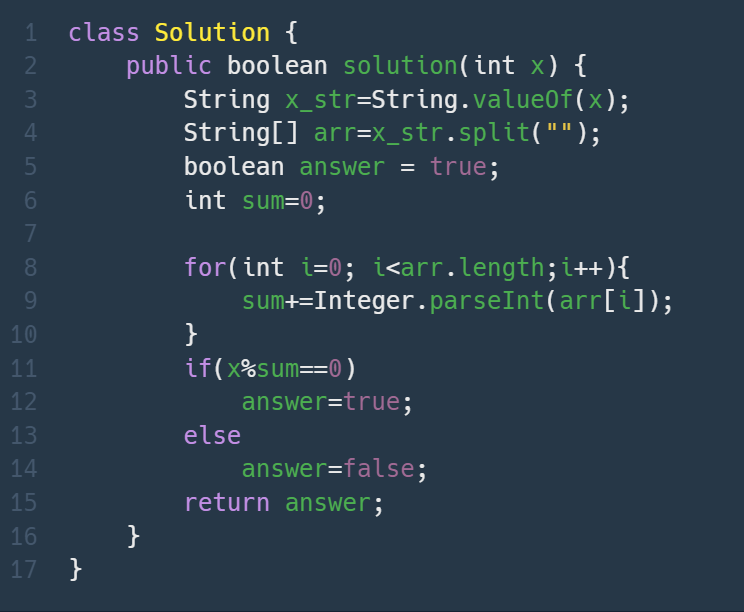 1 class Solution {
2     public boolean solution(int x) {
3         String x_str=String.valueOf(x);
4         String[] arr=x_str.split("");
5         boolean answer = true;
6         int sum=0;
7
8         for(int i=0; i<arr.length;i++){
9             sum+=Integer.parseInt(arr[i]);
10         }
11         if(x%sum==0)
12             answer=true;
13         else
14             answer=false;
15         return answer;
16     }
17 }